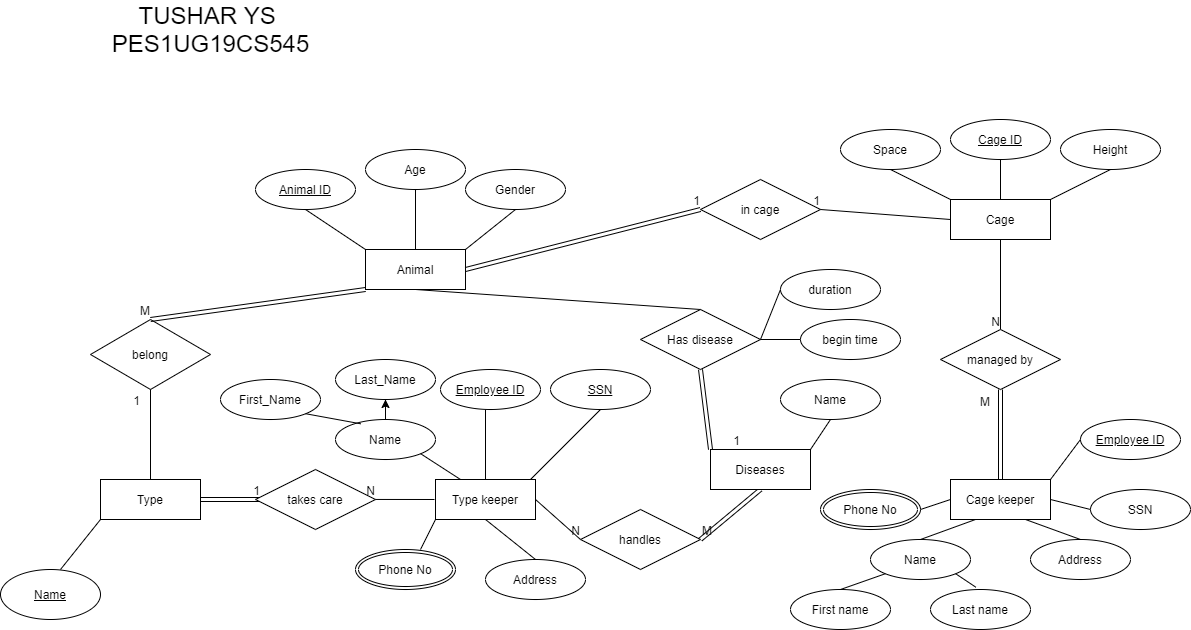 TUSHAR YS
PES1UG19CS545
Space
Cage ID
Height
Animal ID
Age
Gender
1
in cage
1
Cage
Animal
M
belong
1
duration
Has disease
begin time
N
managed by
M
First_Name
Last_Name
Employee ID
SSN
Name
Name
1
Diseases
Employee ID
Type
1
takes care
N
Type keeper
Cage keeper
Phone No
SSN
N
handles
M
Phone No
Address
Name
Address
Name
First name
Last name